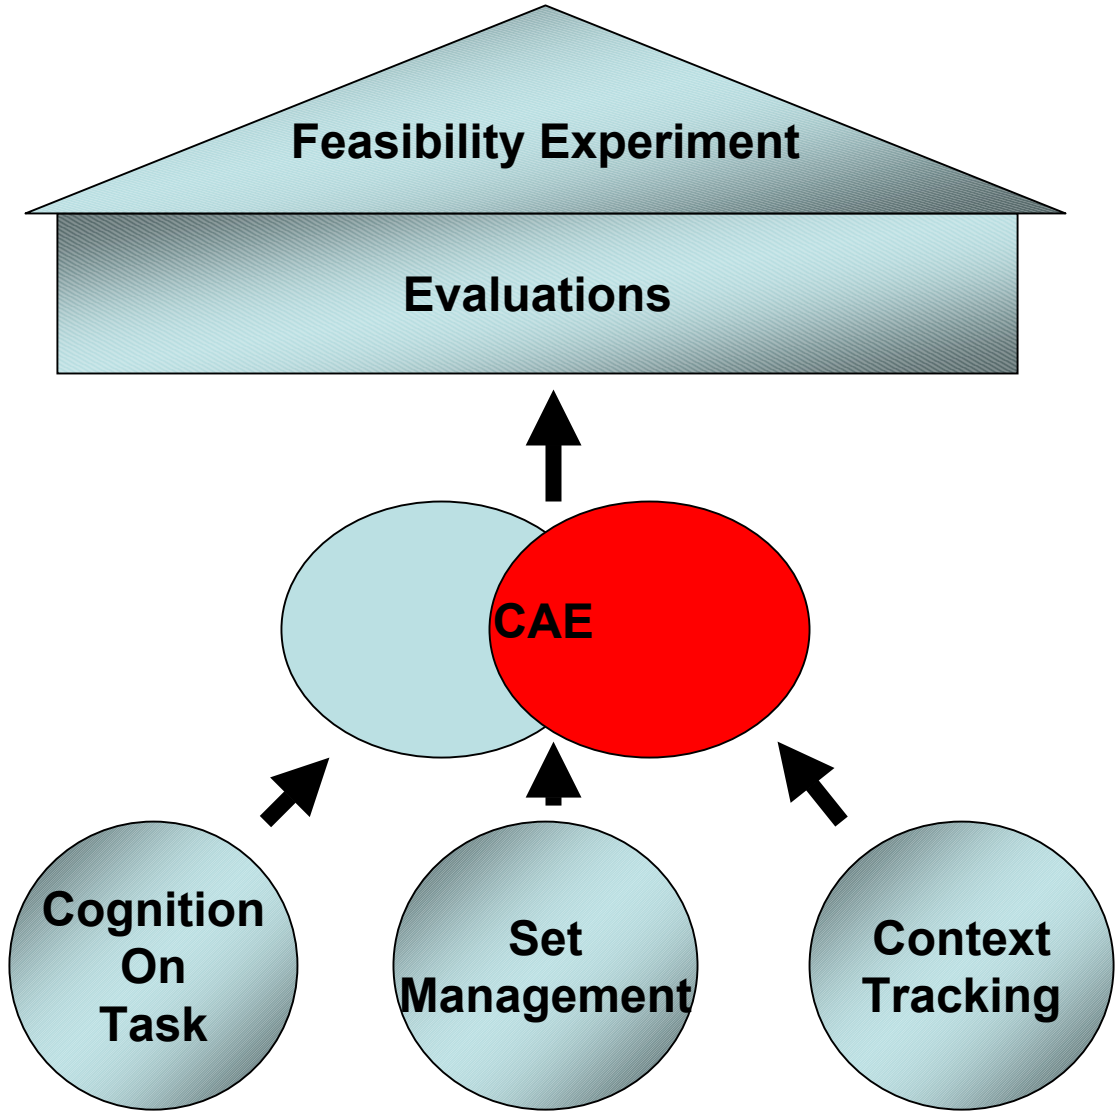 Feasibility Experiment
Evaluations
CAE
Cognition
On
Task
Set
Management
Context
Tracking